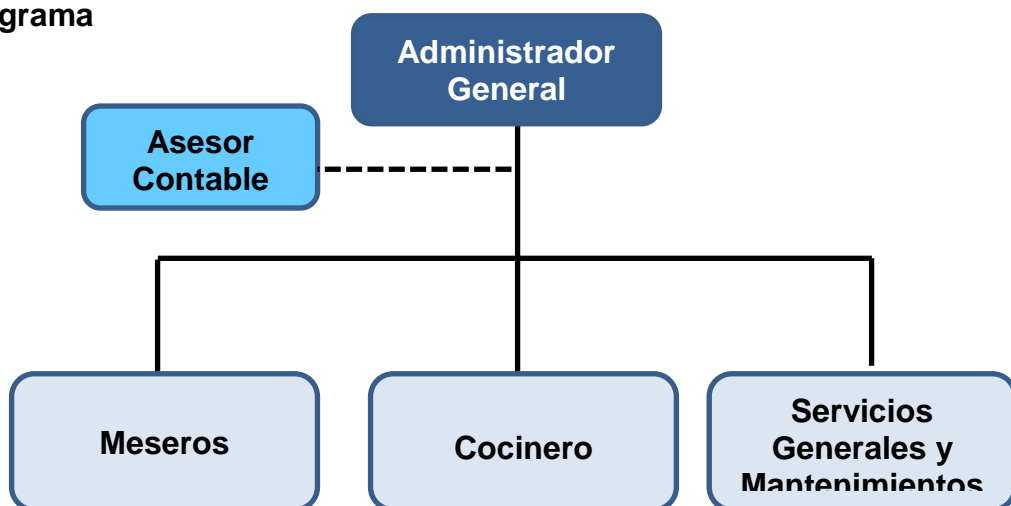 grama
Administrador
General
Asesor
Contable
Meseros
Cocinero
Servicios
Generales y
Mantenimientos